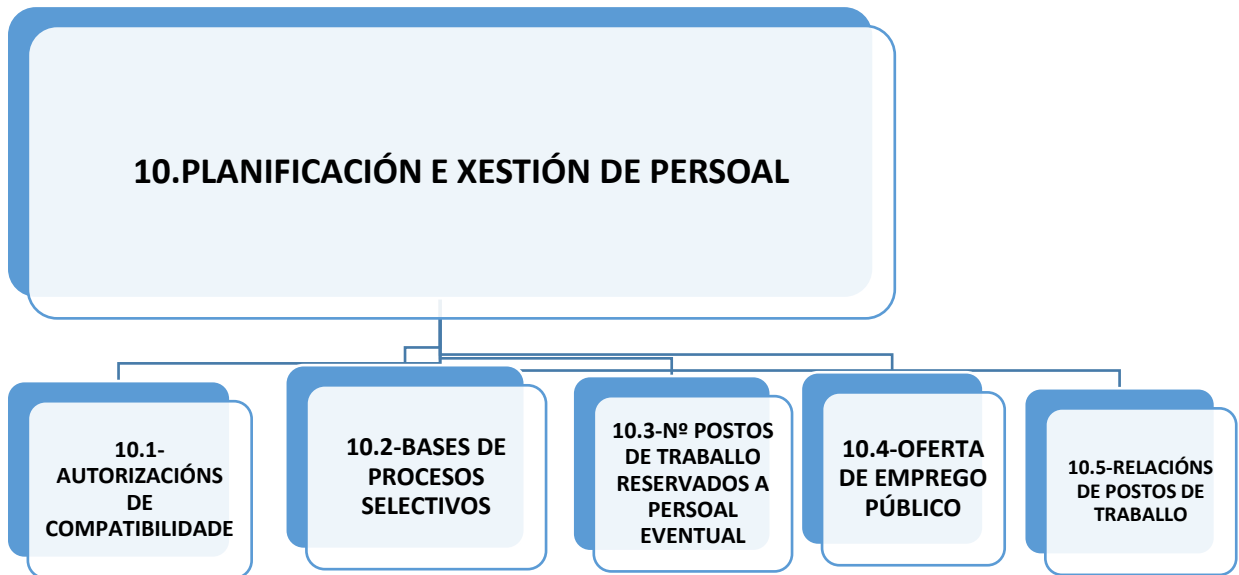 10.PLANIFICACIÓN E XESTIÓN DE PERSOAL
10.1-
AUTORIZACIÓNS
DE
COMPATIBILIDADE
10.2-BASES DE
PROCESOS
SELECTIVOS
10.3-Nº POSTOS
DE TRABALLO
RESERVADOS A
PERSOAL
EVENTUAL
10.4-OFERTA
DE EMPREGO
PÚBLICO
10.5-RELACIÓNS
DE POSTOS DE
TRABALLO